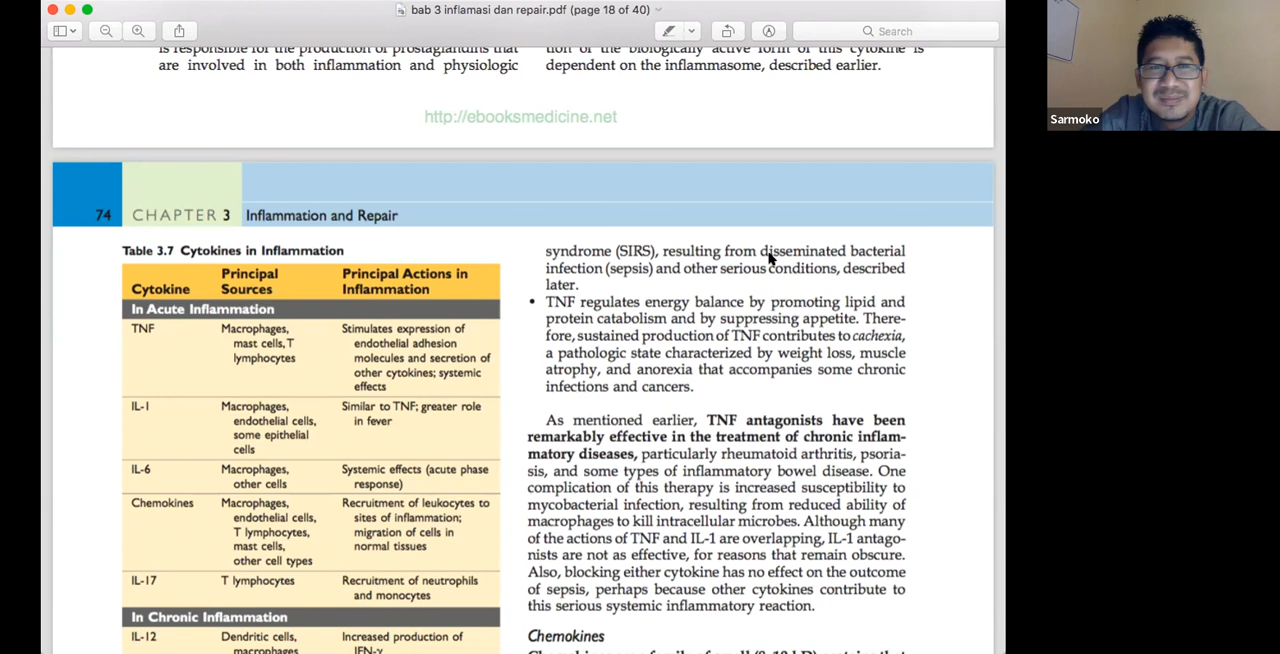 bab 3 inflamasi dan repair.pdf (page 18 of 40)
Search
Sarmoko
is responsible for the production of prostaglandins that
are involved in both inflammation and physiologic
tion of the biologically active form of this cytokine is
dependent on the inflammasome, described earlier.
http://ebooksmedicine.net
74 CHAPTER 3 Inflammation and Repair
Table 3.7 Cytokines in Inflammation
Cytokine
Principal
Sources
Principal Actions in
Inflammation
In Acute Inflammation
TNF
Macrophages,
mast cells, T
lymphocytes
Stimulates expression of
endothelial adhesion
molecules and secretion of
other cytokines; systemic
effects
IL-1
Macrophages,
endothelial cells,
some epithelial
cells
Similar to TNF; greater role
in fever
IL-6
Macrophages,
other cells
Systemic effects (acute phase
response)
Chemokines
Macrophages,
endothelial cells,
T lymphocytes,
mast cells,
other cell types
Recruitment of leukocytes to
sites of inflammation;
migration of cells in
normal tissues
IL-17
T lymphocytes
Recruitment of neutrophils
and monocytes
In Chronic Inflammation
IL-12
Dendritic cells,
macrophages
Increased production of
IFN-γ
syndrome (SIRS), resulting from disseminated bacterial
infection (sepsis) and other serious conditions, described
later.
• TNF regulates energy balance by promoting lipid and
protein catabolism and by suppressing appetite. There-
fore, sustained production of TNF contributes to cachexia,
a pathologic state characterized by weight loss, muscle
atrophy, and anorexia that accompanies some chronic
infections and cancers.
As mentioned earlier, TNF antagonists have been
remarkably effective in the treatment of chronic inflam-
matory diseases, particularly rheumatoid arthritis, psoria-
sis, and some types of inflammatory bowel disease. One
complication of this therapy is increased susceptibility to
mycobacterial infection, resulting from reduced ability of
macrophages to kill intracellular microbes. Although many
of the actions of TNF and IL-1 are overlapping, IL-1 antago-
nists are not as effective, for reasons that remain obscure.
Also, blocking either cytokine has no effect on the outcome
of sepsis, perhaps because other cytokines contribute to
this serious systemic inflammatory reaction.
Chemokines
Chemokines are a family of small (8–10 kD) proteins that